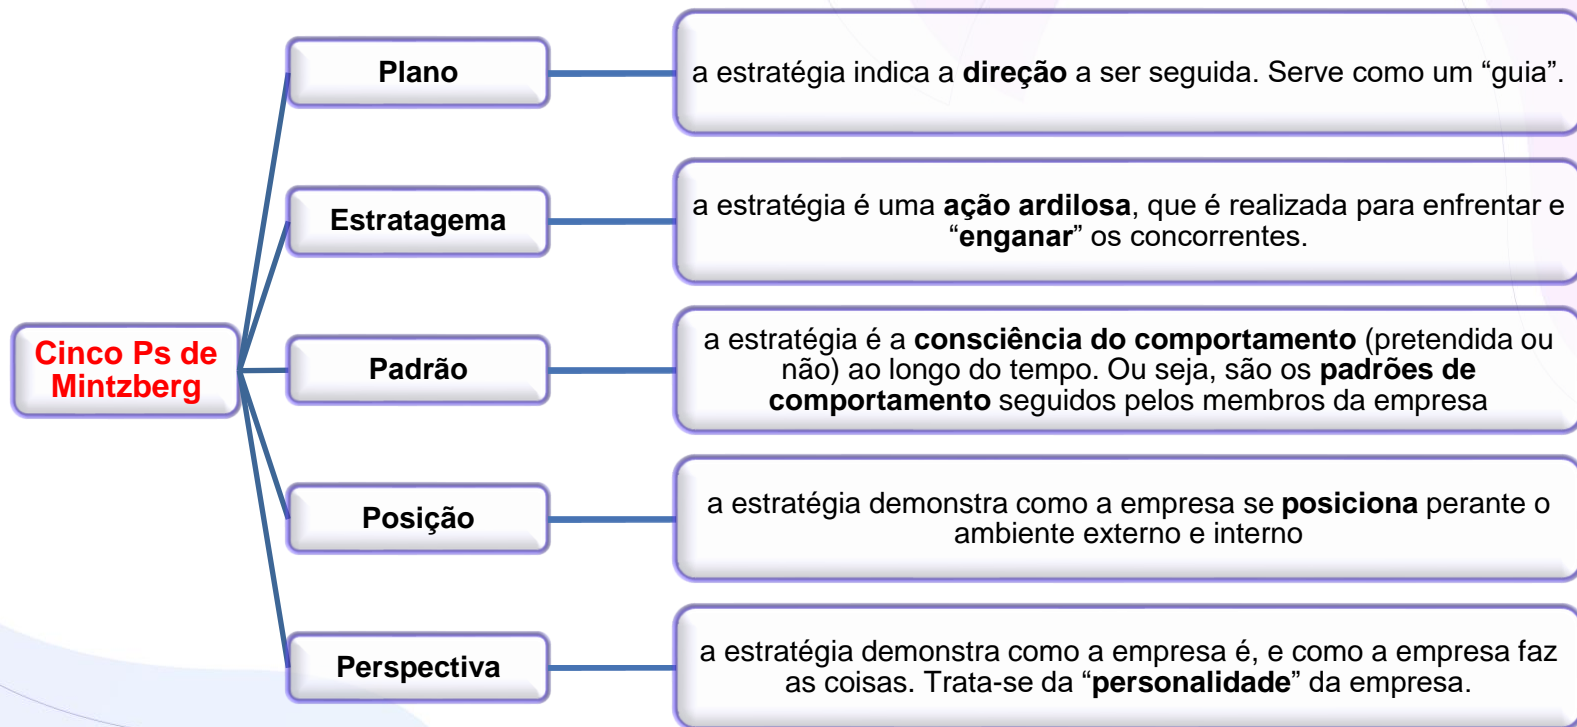 Cinco Ps de
Mintzberg
Plano
a estratégia indica a direção a ser seguida. Serve como um “guia”.
Estratagema
a estratégia é uma ação ardilosa, que é realizada para enfrentar e
“enganar” os concorrentes.
Padrão
a estratégia é a consciência do comportamento (pretendida ou
não) ao longo do tempo. Ou seja, são os padrões de
comportamento seguidos pelos membros da empresa
Posição
a estratégia demonstra como a empresa se posiciona perante o
ambiente externo e interno
Perspectiva
a estratégia demonstra como a empresa é, e como a empresa faz
as coisas. Trata-se da “personalidade” da empresa.